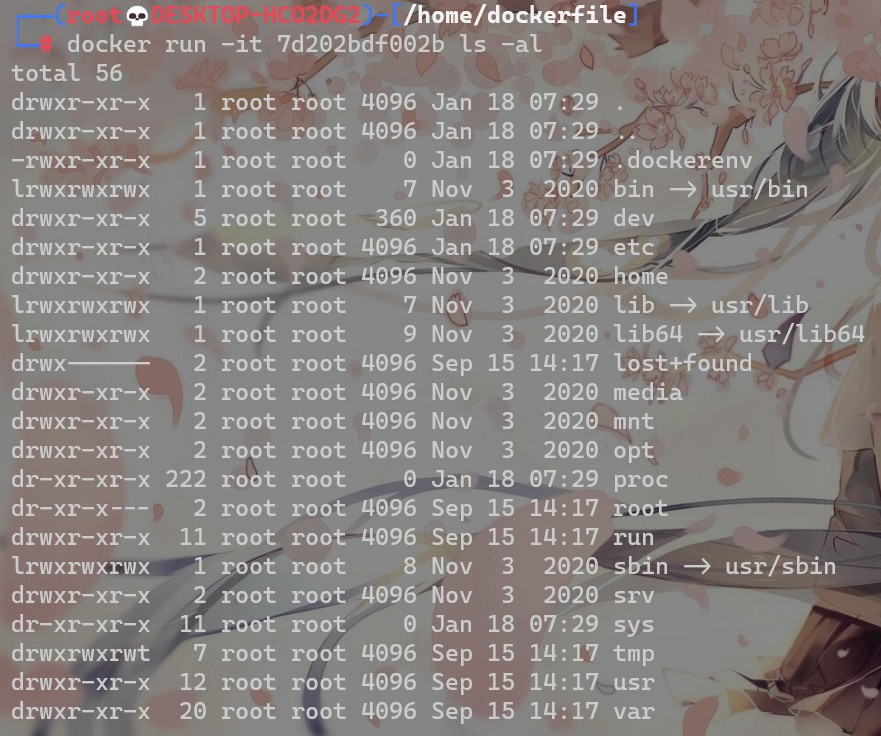 ┌──(root💀DESKTOP-HCO2DG2)-[/home/dockerfile]
└─# docker run -it 7d202bdf002b ls -al
total 56
drwxr-xr-x   1 root root 4096 Jan 18 07:29 .
drwxr-xr-x   1 root root 4096 Jan 18 07:29 ..
-rwxr-xr-x   1 root root    0 Jan 18 07:29 .dockerenv
lrwxrwxrwx   1 root root    7 Nov  3  2020 bin -> usr/bin
drwxr-xr-x   5 root root  360 Jan 18 07:29 dev
drwxr-xr-x   1 root root 4096 Jan 18 07:29 etc
drwxr-xr-x   2 root root 4096 Nov  3  2020 home
lrwxrwxrwx   1 root root    7 Nov  3  2020 lib -> usr/lib
lrwxrwxrwx   1 root root    9 Nov  3  2020 lib64 -> usr/lib64
drwx------   2 root root 4096 Sep 15 14:17 lost+found
drwxr-xr-x   2 root root 4096 Nov  3  2020 media
drwxr-xr-x   2 root root 4096 Nov  3  2020 mnt
drwxr-xr-x   2 root root 4096 Nov  3  2020 opt
dr-xr-xr-x 222 root root    0 Jan 18 07:29 proc
dr-xr-x---   2 root root 4096 Sep 15 14:17 root
drwxr-xr-x  11 root root 4096 Sep 15 14:17 run
lrwxrwxrwx   1 root root    8 Nov  3  2020 sbin -> usr/sbin
drwxr-xr-x   2 root root 4096 Nov  3  2020 srv
dr-xr-xr-x  11 root root    0 Jan 18 07:29 sys
drwxrwxrwt   7 root root 4096 Sep 15 14:17 tmp
drwxr-xr-x  12 root root 4096 Sep 15 14:17 usr
drwxr-xr-x  20 root root 4096 Sep 15 14:17 var